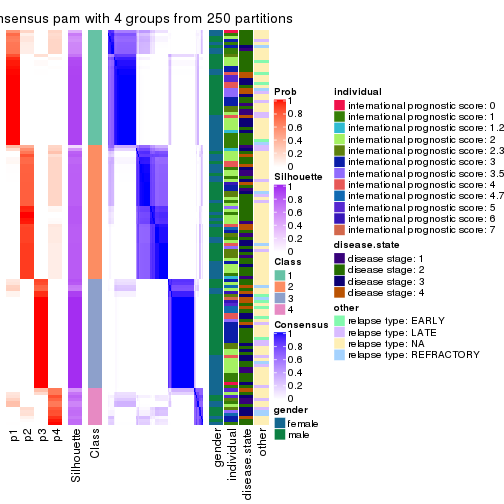 nsensus pam with 4 groups from 250 partitions
Prob
1
0.8
0.6
0.4
0.2
0
Silhouette
1
0.8
0.6
0.4
0.2
0
Class
1
2
3
4
Consensus
1
0.8
0.6
0.4
0.2
0
gender
female
male
individual
international prognostic score: 0
international prognostic score: 1
international prognostic score: 1.2
international prognostic score: 2
international prognostic score: 2.3
international prognostic score: 3
international prognostic score: 3.5
international prognostic score: 4
international prognostic score: 4.7
international prognostic score: 5
international prognostic score: 6
international prognostic score: 7
disease.state
disease stage: 1
disease stage: 2
disease stage: 3
disease stage: 4
other
relapse type: EARLY
relapse type: LATE
relapse type: NA
relapse type: REFRACTORY
p1
p2
p3
p4
Silhouette
Class
gender
individual
disease.state
other